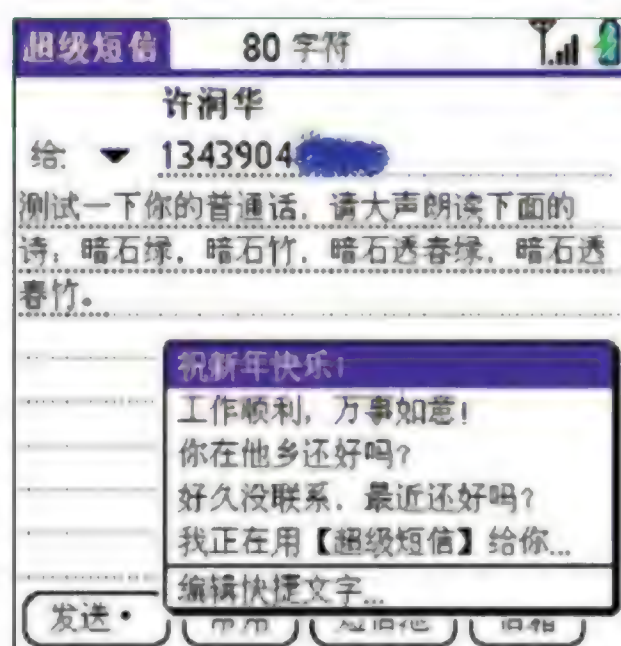 超级短信 80 字符
许润华
给: 1343904
测试一下你的普通话，请大声朗读下面的
诗：暗石绿，暗石竹，暗石透春绿，暗石透
春竹。
祝新年快乐!
工作顺利，万事如意!
你在他乡还好吗?
好久没联系，最近还好吗?
我正在用【超级短信】给你...
编辑快捷文字...
发送 短信 信箱